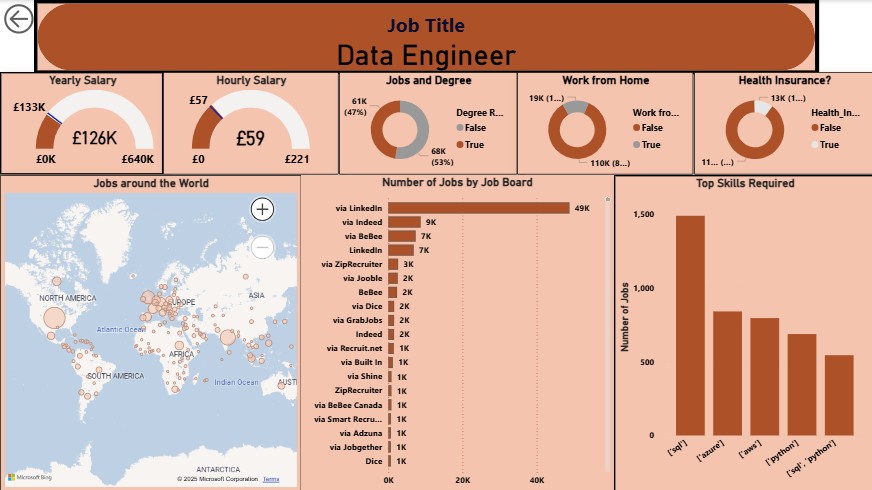 Job Title
Data Engineer
Yearly Salary
£133K
£126K
£0K
£640K
Hourly Salary
£57
£59
£0
£221
Jobs and Degree
61K
(47%)
68K
(53%)
Degree R...
False
True
Work from Home
19K (1...)
110K (8...)
Work fro...
False
True
Health Insurance?
13K (1...)
11... (...)
Health_In...
False
True
Jobs around the World
NORTH AMERICA
EUROPE
ASIA
Atlantic Ocean
AFRICA
SOUTH AMERICA
Indian Ocean
AUST
ANTARCTICA
Microsoft Bing
© 2025 Microsoft Corporation Terms
Number of Jobs by Job Board
via LinkedIn 49K
via Indeed 9K
via BeBee 7K
LinkedIn 7K
via ZipRecruiter 3K
via Jooble 2K
BeBee 2K
via Dice 2K
via GrabJobs 2K
Indeed 2K
via Recruit.net 1K
via Built In 1K
via Shine 1K
ZipRecruiter 1K
via BeBee Canada 1K
via Smart Recru... 1K
via Adzuna 1K
via Jobgether 1K
Dice 1K
0K 20K 40K
Top Skills Required
Number of Jobs
1,500
1,000
500
0
['sql']
['azure']
['aws']
['python']
['sql', 'python']